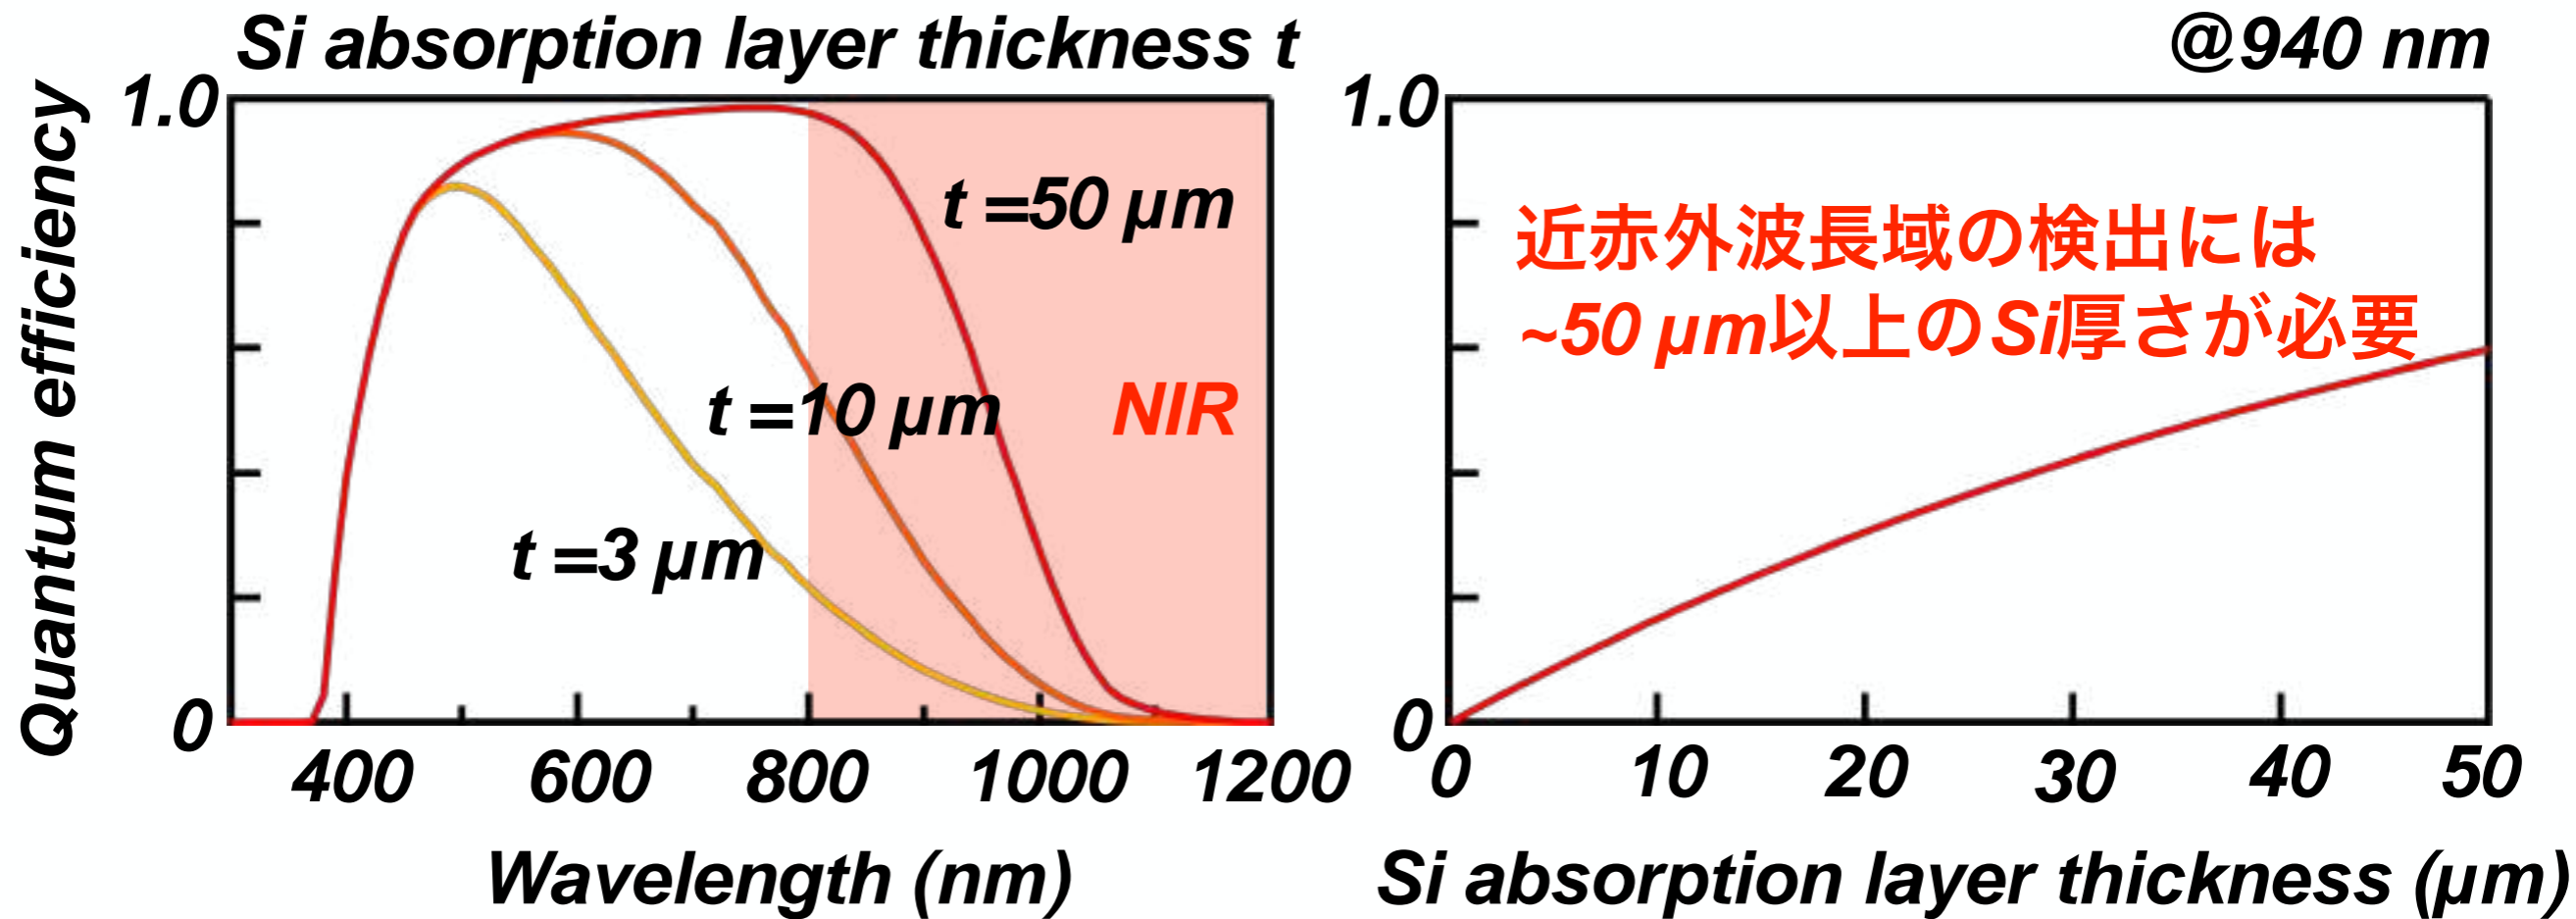 Si absorption layer thickness t
1.0
Quantum efficiency
t =50 µm
t =10 µm
NIR
t =3 µm
0
400 600 800 1000 1200
Wavelength (nm)
@940 nm
1.0
近赤外波長域の検出には
~50 µm以上のSi厚さが必要
0
0 10 20 30 40 50
Si absorption layer thickness (µm)